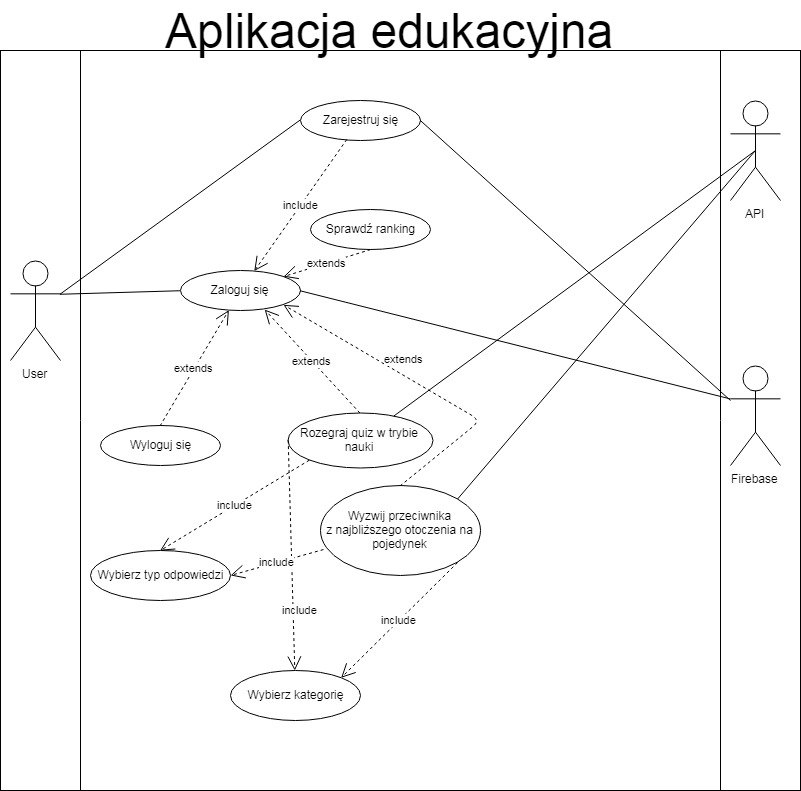 Aplikacja edukacyjna
Zarejestruj się
include
API
Sprawdź ranking
extends
Zaloguj się
User
extends
extends
extends
Rozegraj quiz w trybie
nauki
Wyloguj się
Firebase
include
Wyzwij przeciwnika
z najbliższego otoczenia na
pojedynek
include
Wybierz typ odpowiedzi
include
include
Wybierz kategorię